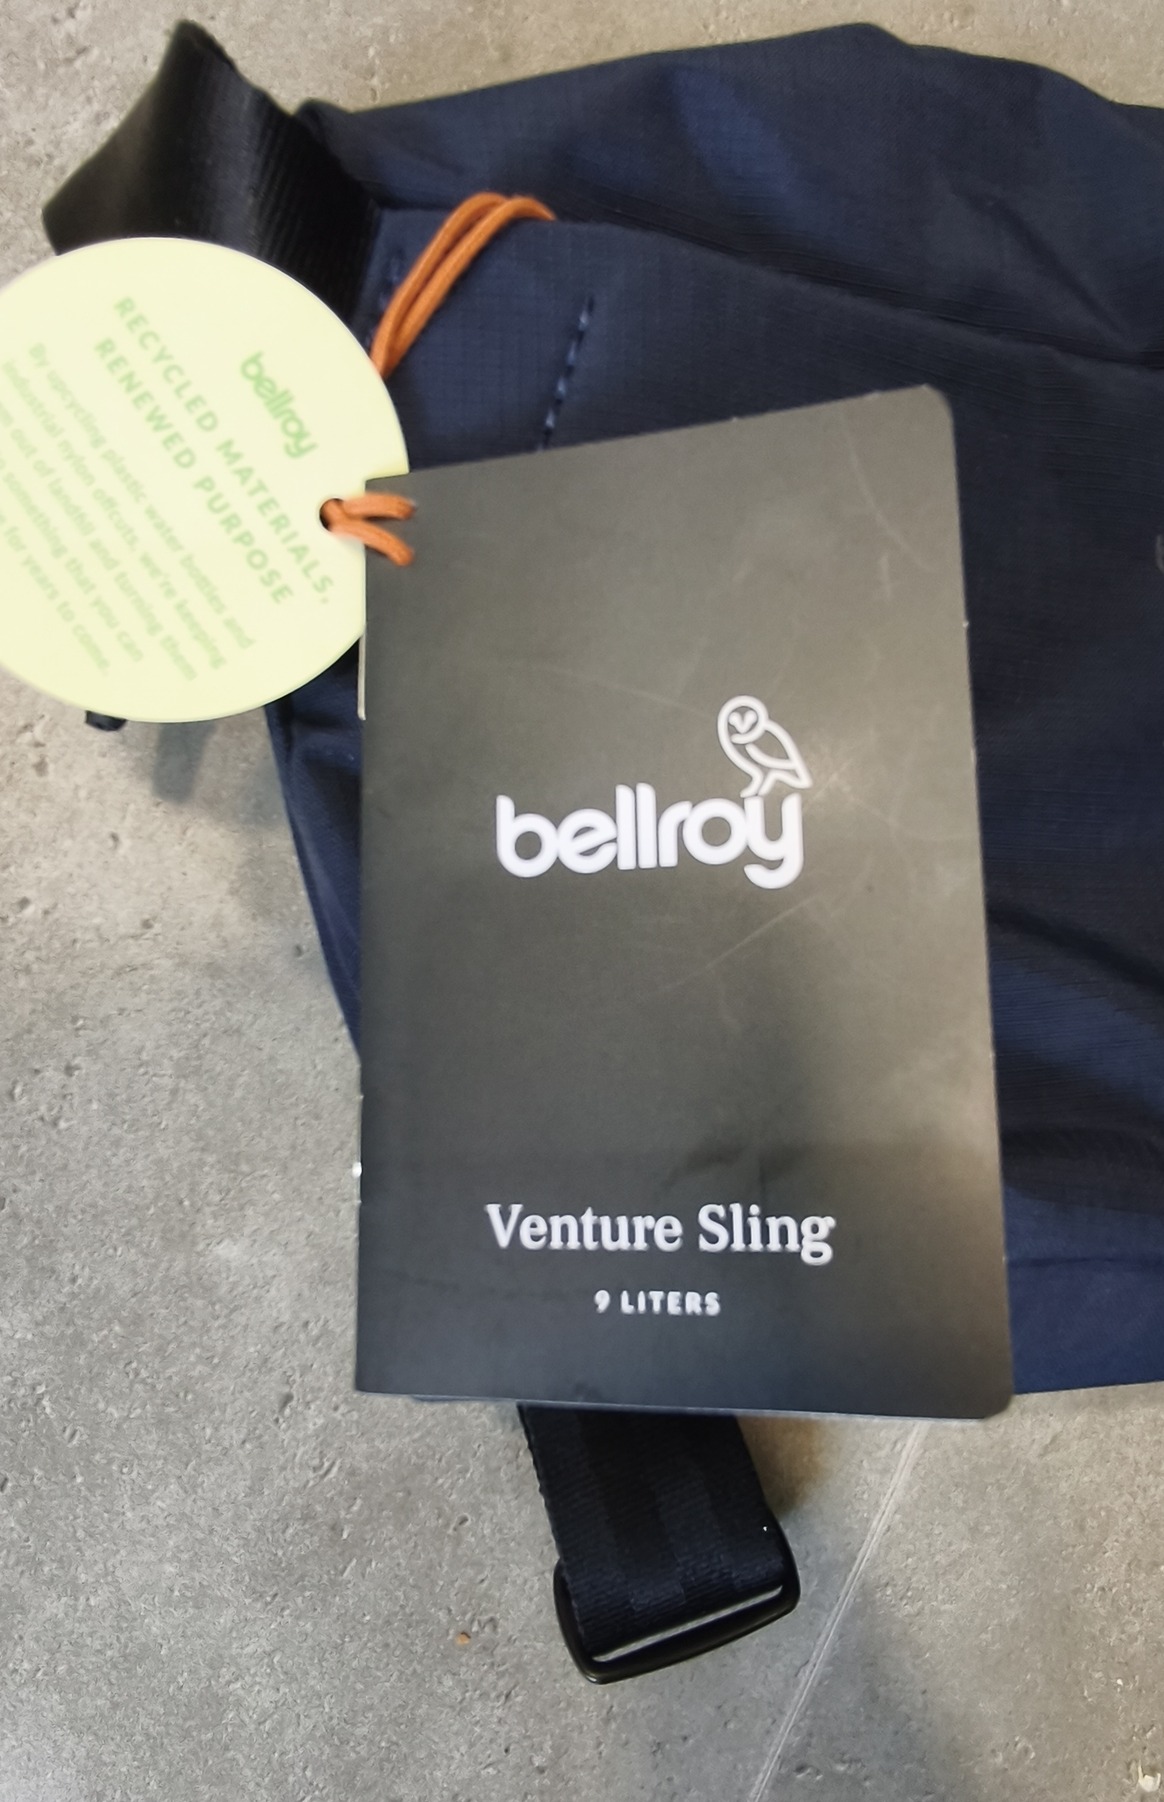 bellroy
RECYCLED MATERIALS,
RENEWED PURPOSE
By upcycling plastic water bottles and
industrial nylon offcuts, we're keeping
out of landfill and turning them
something that you can
for years to come.
bellroy
Venture Sling
9 LITERS